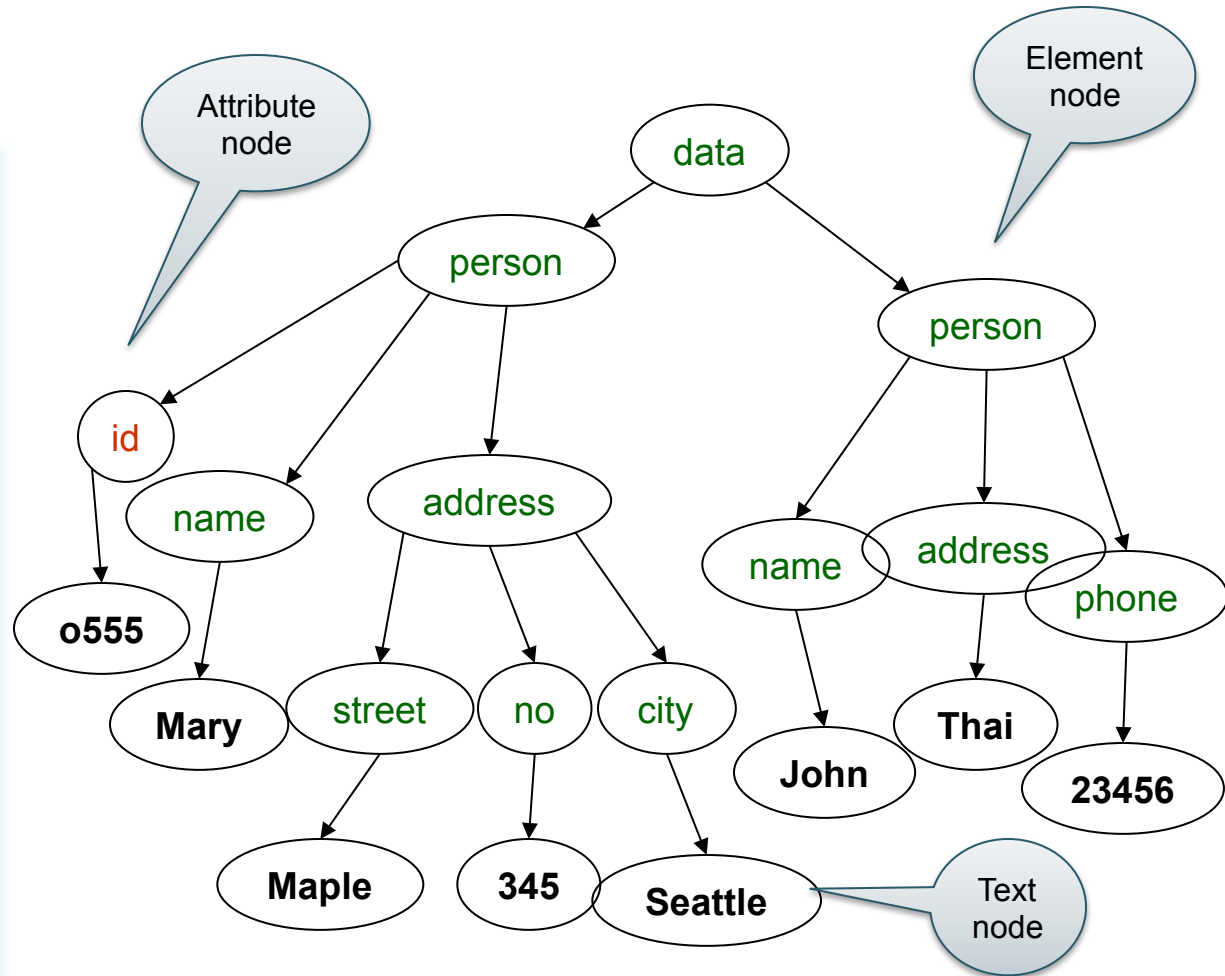 Attribute
node
Element
node
data
person
person
id
name
address
name
address
phone
o555
Mary
street
no
city
John
Thai
23456
Maple
345
Seattle
Text
node